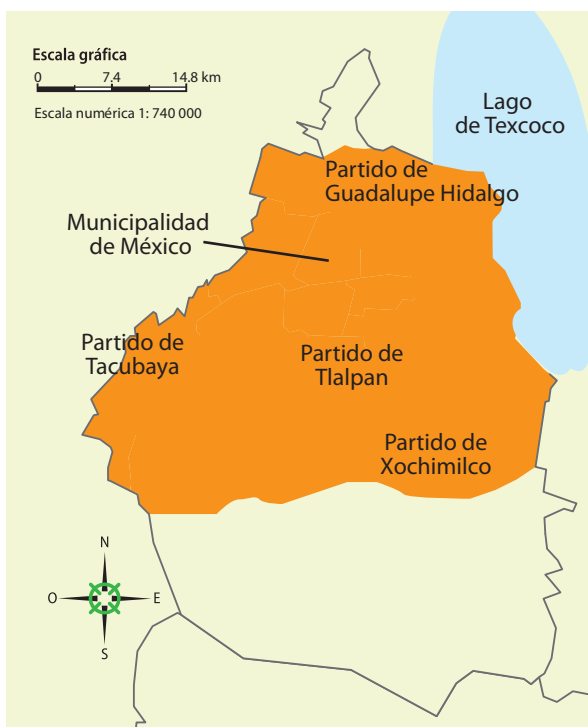 Escala gráfica
0 7.4 14.8 km
Escala numérica 1: 740 000
Lago
de Texcoco
Partido de
Guadalupe Hidalgo
Municipalidad
de México
Partido de
Tacubaya
Partido de
Tlalpan
Partido de
Xochimilco
N
O E
S